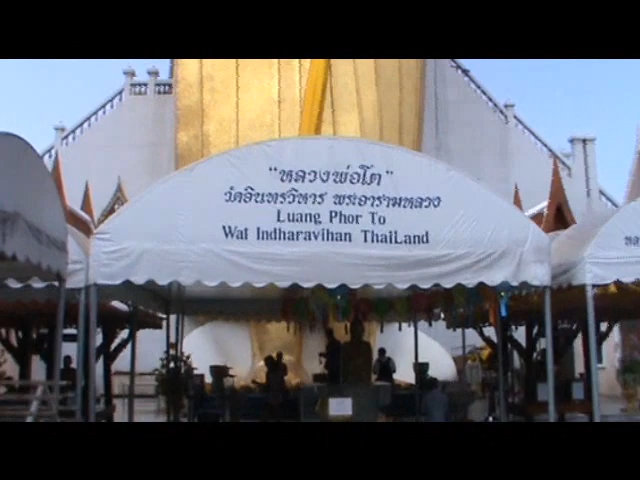 "หลวงพ่อโต"
วัดอินทรวิหาร พระอารามหลวง
Luang Phor To
Wat Indharavihan ThaiLand